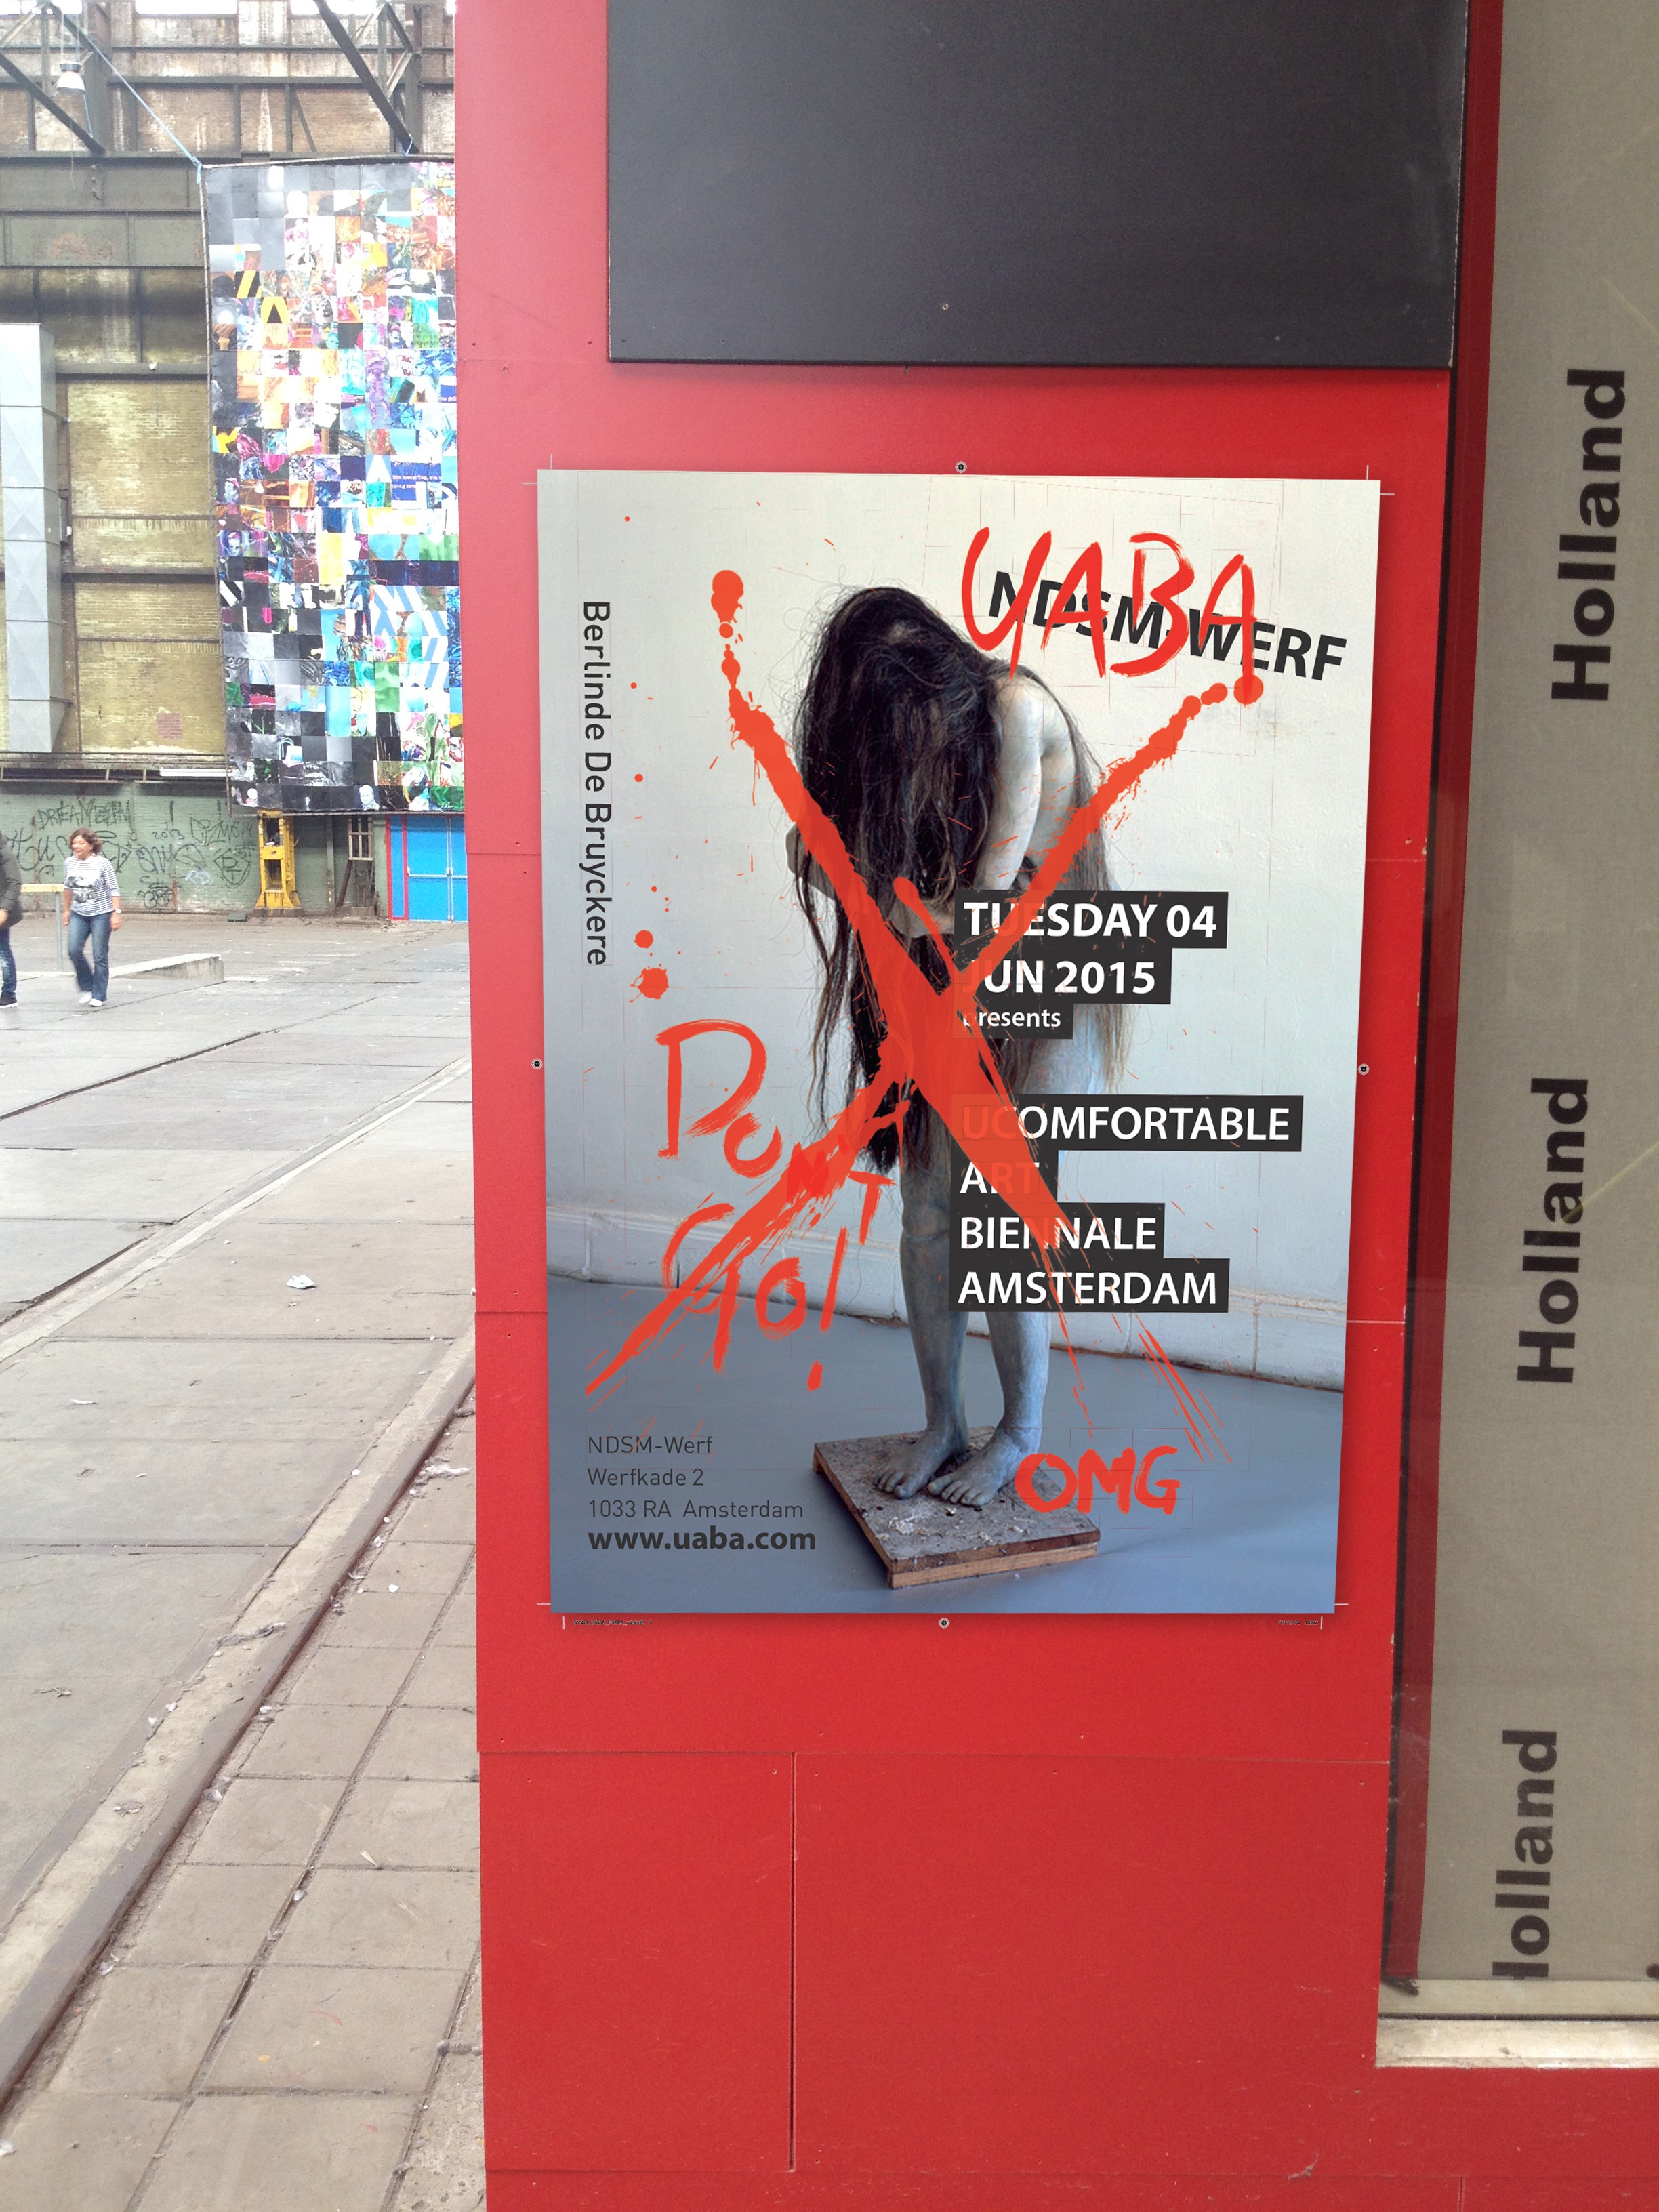 UABA
NDSM-WERF
Berlinde De Bruyckere
TUESDAY 04
JUN 2015
presents
UCOMFORTABLE
ART
BIENNALE
AMSTERDAM
DON'T
GO!
!
OMG
NDSM-Werf
Werfkade 2
1033 RA Amsterdam
www.uaba.com
Holland
Holland
Holland